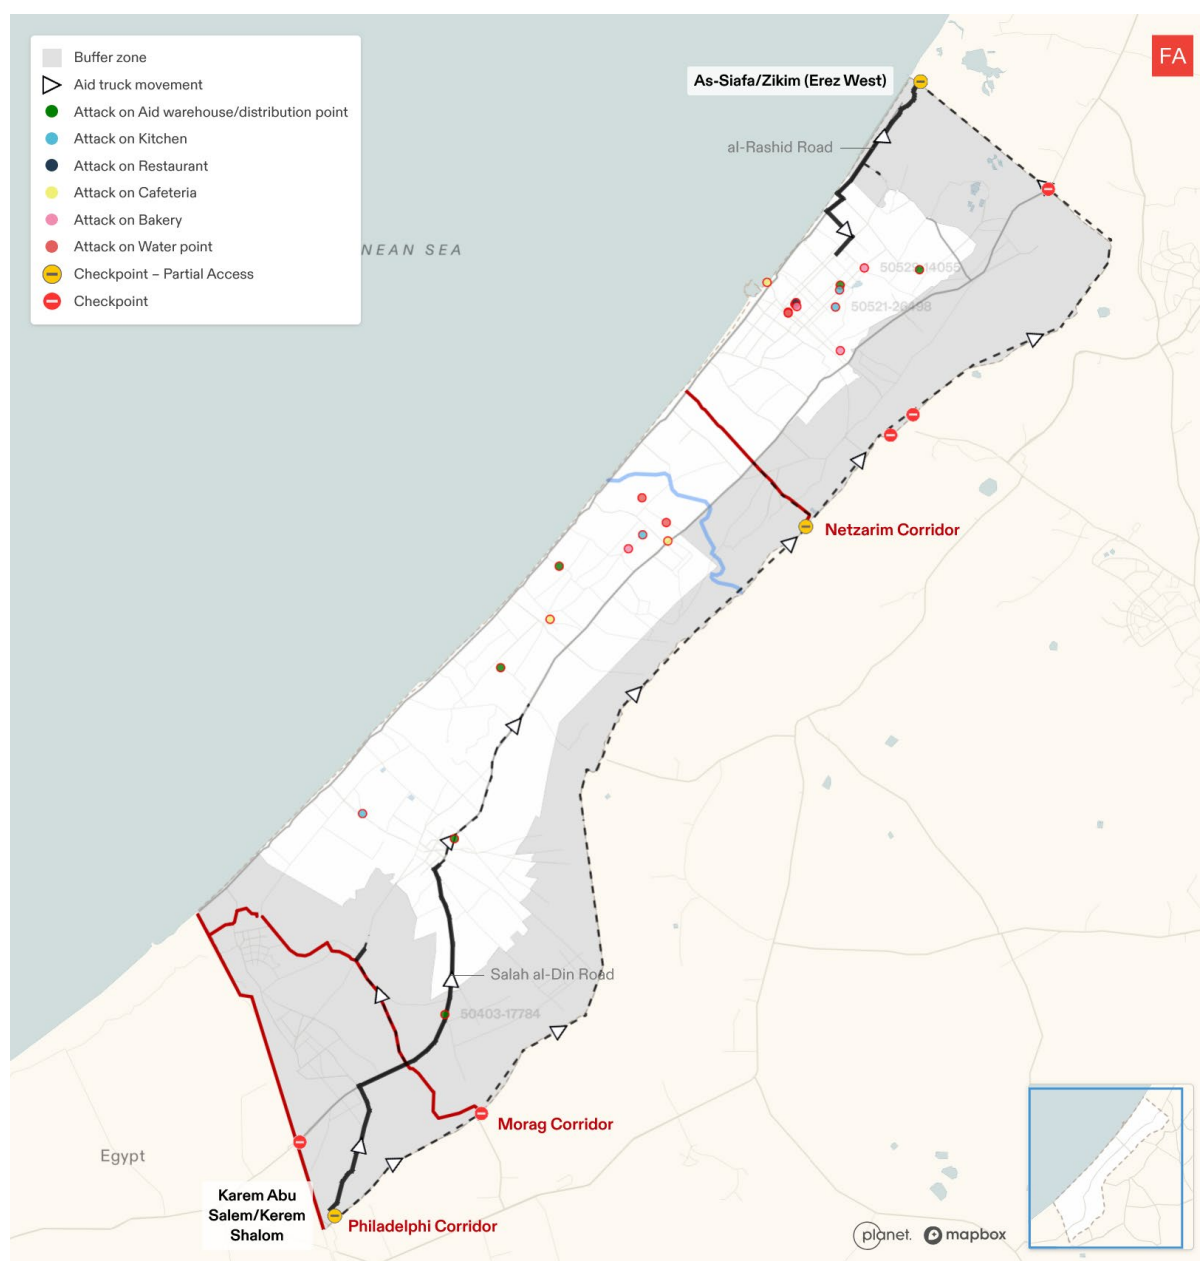 Buffer zone
Aid truck movement
Attack on Aid warehouse/distribution point
Attack on Kitchen
Attack on Restaurant
Attack on Cafeteria
Attack on Bakery
Attack on Water point
Checkpoint – Partial Access
Checkpoint
FA
As-Siafa/Zikim (Erez West)
al-Rashid Road
NEAN SEA
50521-26498
Netzarim Corridor
Salah al-Din Road
50403-17784
Morag Corridor
Egypt
Karem Abu
Salem/Kerem
Shalom
Philadelphi Corridor
planet.
mapbox